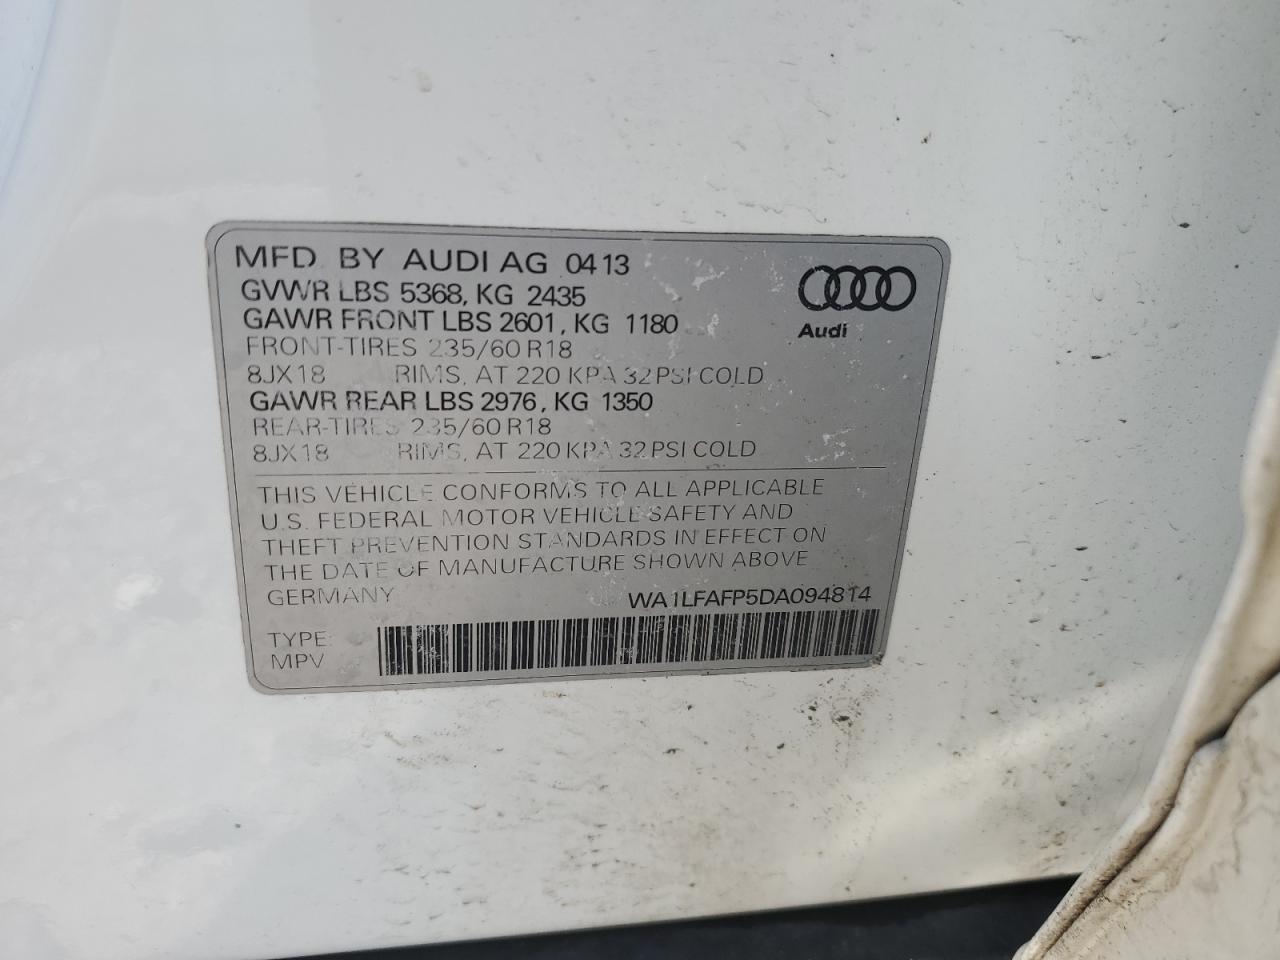 MFD. BY AUDI AG 0413
GVWR LBS 5368, KG 2435
GAWR FRONT LBS 2601, KG 1180
FRONT-TIRES 235/60 R18
8JX18 RIMS, AT 220 KPA 32 PSI COLD
GAWR REAR LBS 2976, KG 1350
REAR-TIRES 235/60 R18
8JX18 RIMS, AT 220 KPA 32 PSI COLD
Audi
THIS VEHICLE CONFORMS TO ALL APPLICABLE
U.S. FEDERAL MOTOR VEHICLE SAFETY AND
THEFT PREVENTION STANDARDS IN EFFECT ON
THE DATE OF MANUFACTURE SHOWN ABOVE
GERMANY WA1LFAFP5DA094814
TYPE:
MPV